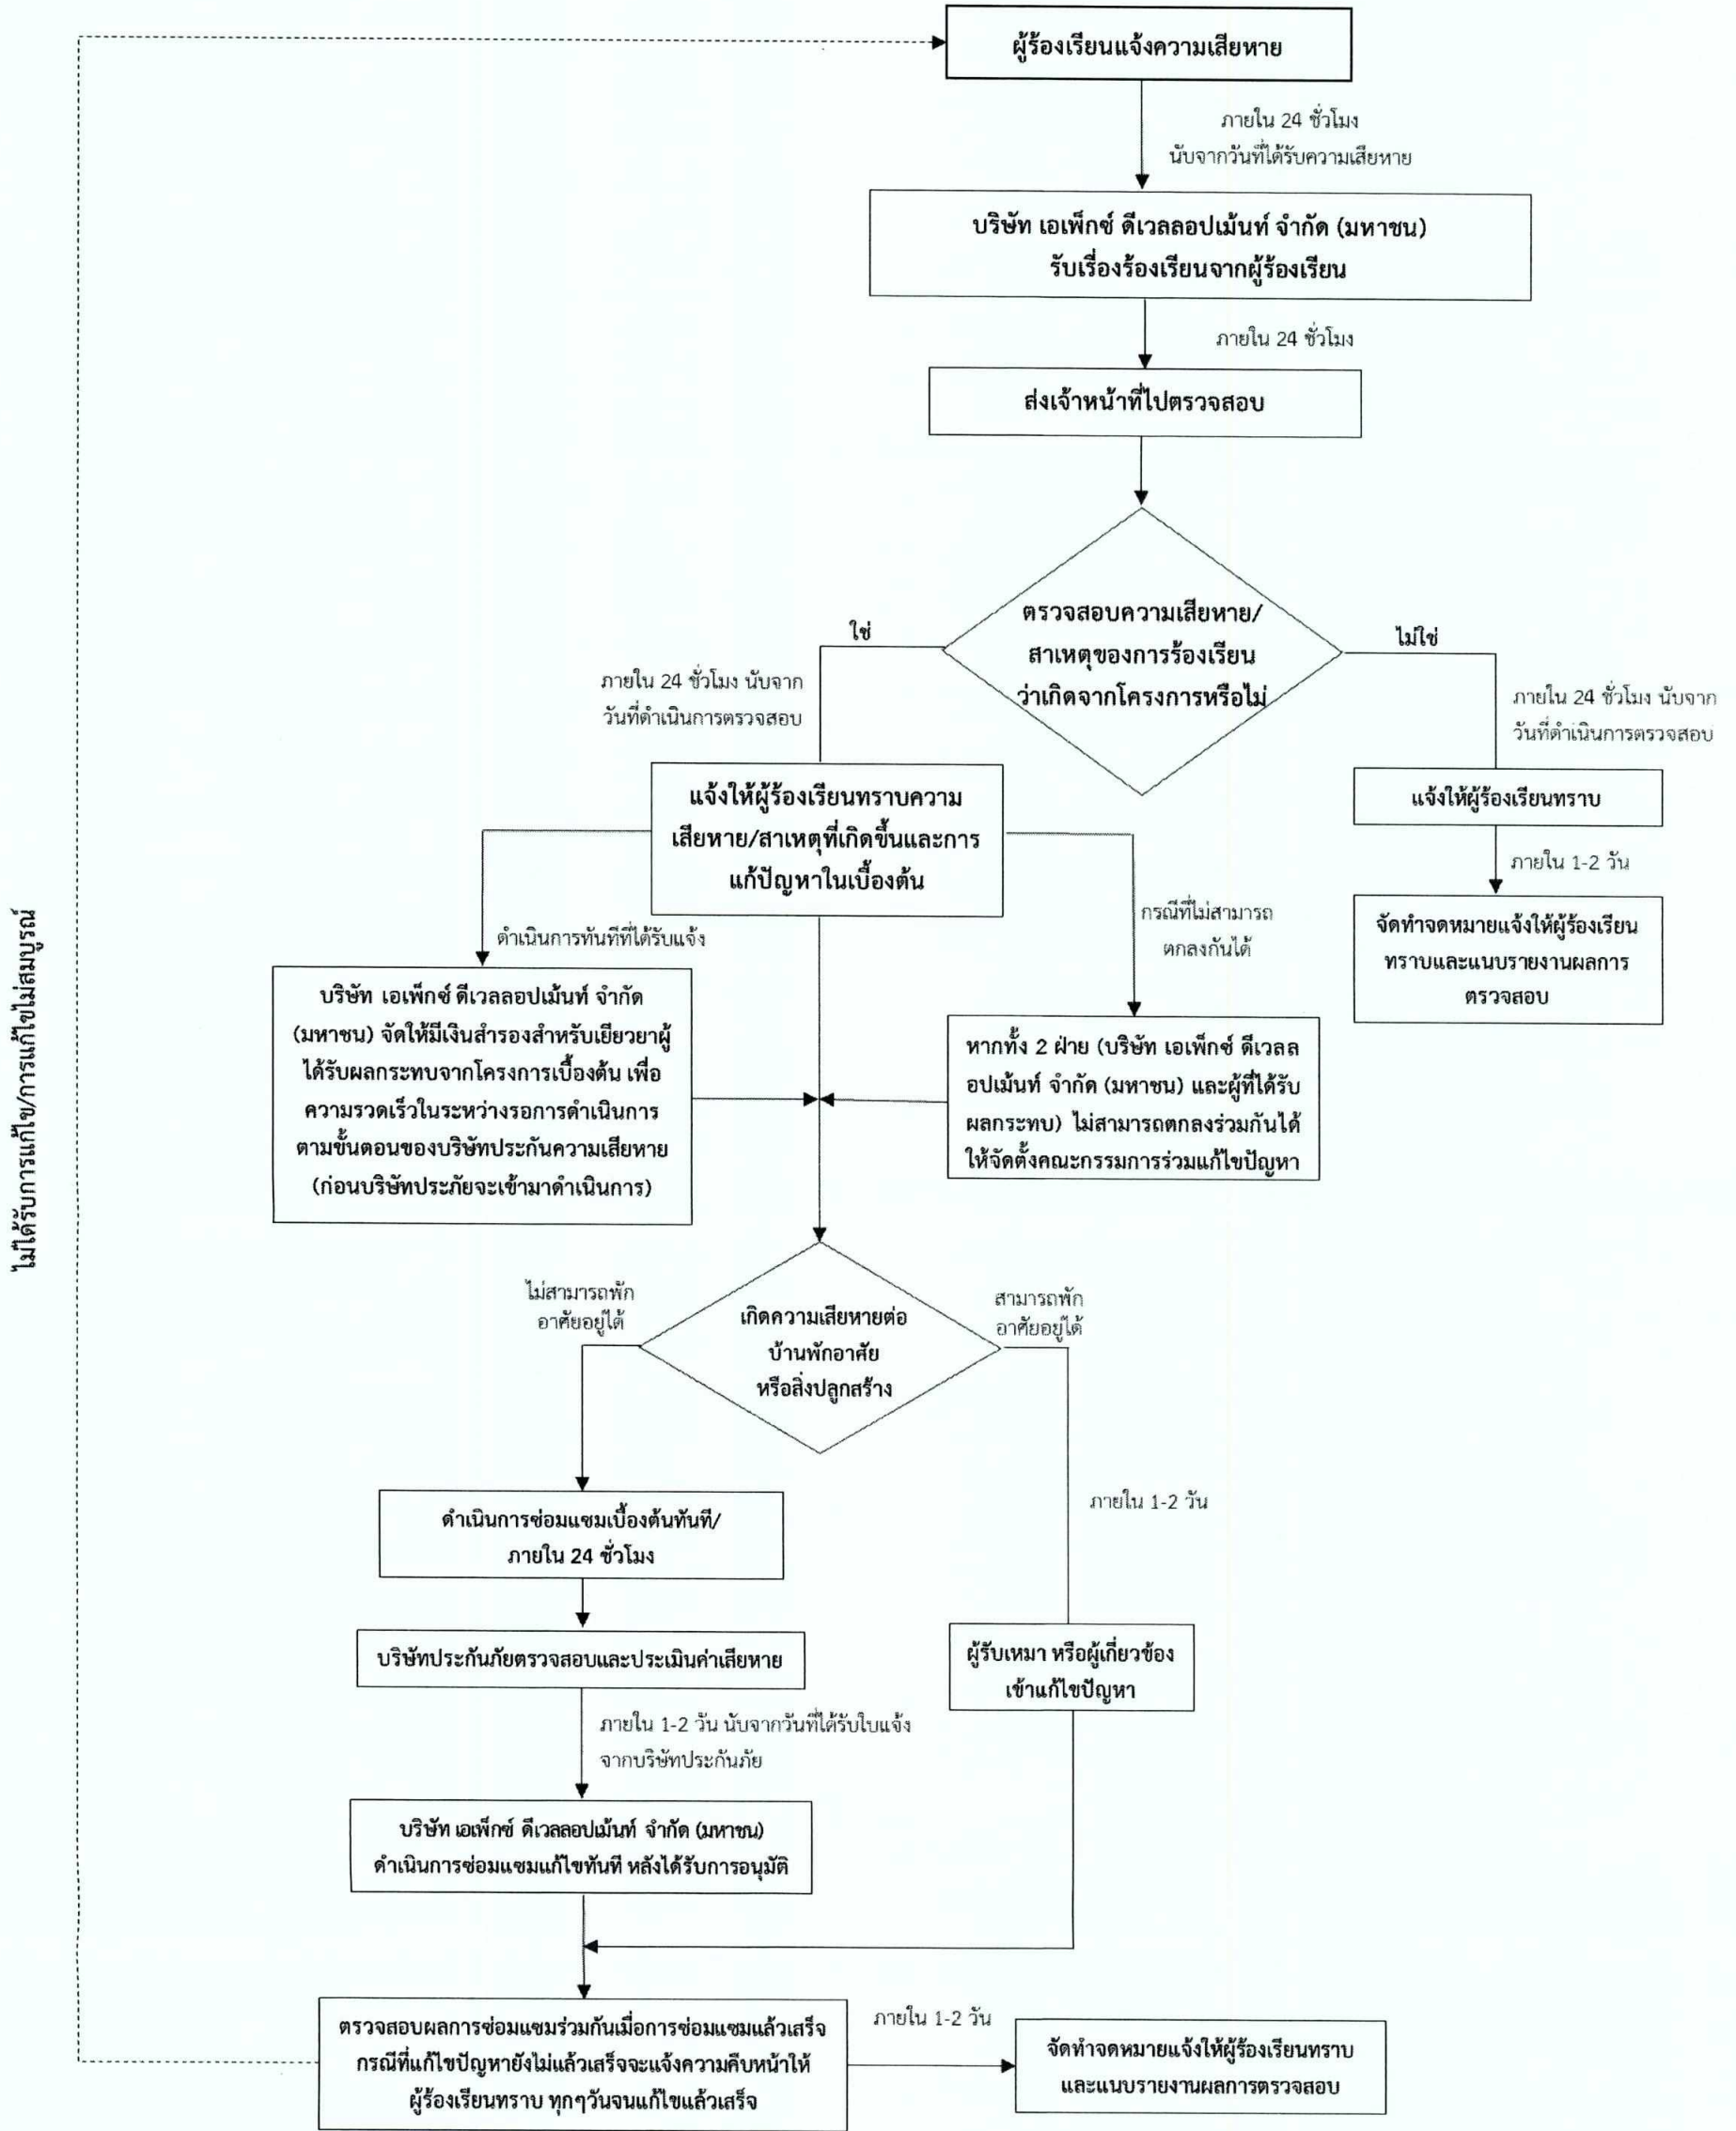 ผู้ร้องเรียนแจ้งความเสียหาย
ภายใน 24 ชั่วโมง
นับจากวันที่ได้รับความเสียหาย
บริษัท เอเพ็กซ์ ดีเวลลอปเม้นท์ จำกัด (มหาชน)
รับเรื่องร้องเรียนจากผู้ร้องเรียน
ภายใน 24 ชั่วโมง
ส่งเจ้าหน้าที่ไปตรวจสอบ
ตรวจสอบความเสียหาย/
สาเหตุของการร้องเรียน
ว่าเกิดจากโครงการหรือไม่
ใช่
ภายใน 24 ชั่วโมง นับจาก
วันที่ดำเนินการตรวจสอบ
ไม่ใช่
ภายใน 24 ชั่วโมง นับจาก
วันที่ดำเนินการตรวจสอบ
แจ้งให้ผู้ร้องเรียนทราบความ
เสียหาย/สาเหตุที่เกิดขึ้นและการ
แก้ปัญหาในเบื้องต้น
แจ้งให้ผู้ร้องเรียนทราบ
ภายใน 1-2 วัน
จัดทำจดหมายแจ้งให้ผู้ร้องเรียน
ทราบและแนบรายงานผลการ
ตรวจสอบ
ดำเนินการทันทีที่ได้รับแจ้ง
กรณีที่ไม่สามารถ
ตกลงกันได้
บริษัท เอเพ็กซ์ ดีเวลลอปเม้นท์ จำกัด
(มหาชน) จัดให้มีเงินสำรองสำหรับเยียวยาผู้
ได้รับผลกระทบจากโครงการเบื้องต้น เพื่อ
ความรวดเร็วในระหว่างรอการดำเนินการ
ตามขั้นตอนของบริษัทประกันความเสียหาย
(ก่อนบริษัทประภัยจะเข้ามาดำเนินการ)
หากทั้ง 2 ฝ่าย (บริษัท เอเพ็กซ์ ดีเวลล
อปเม้นท์ จำกัด (มหาชน) และผู้ที่ได้รับ
ผลกระทบ) ไม่สามารถตกลงร่วมกันได้
ให้จัดตั้งคณะกรรมการร่วมแก้ไขปัญหา
ไม่ได้รับการแก้ไข/การแก้ไขไม่สมบูรณ์
ไม่สามารถพัก
อาศัยอยู่ได้
เกิดความเสียหายต่อ
บ้านพักอาศัย
หรือสิ่งปลูกสร้าง
สามารถพัก
อาศัยอยู่ได้
ดำเนินการซ่อมแซมเบื้องต้นทันที/
ภายใน 24 ชั่วโมง
ภายใน 1-2 วัน
บริษัทประกันภัยตรวจสอบและประเมินค่าเสียหาย
ผู้รับเหมา หรือผู้เกี่ยวข้อง
เข้าแก้ไขปัญหา
ภายใน 1-2 วัน นับจากวันที่ได้รับใบแจ้ง
จากบริษัทประกันภัย
บริษัท เอเพ็กซ์ ดีเวลลอปเม้นท์ จำกัด (มหาชน)
ดำเนินการซ่อมแซมแก้ไขทันที หลังได้รับการอนุมัติ
ตรวจสอบผลการซ่อมแซมร่วมกันเมื่อการซ่อมแซมแล้วเสร็จ
กรณีที่แก้ไขปัญหายังไม่แล้วเสร็จจะแจ้งความคืบหน้าให้
ผู้ร้องเรียนทราบ ทุกๆวันจนแก้ไขแล้วเสร็จ
ภายใน 1-2 วัน
จัดทำจดหมายแจ้งให้ผู้ร้องเรียนทราบ
และแนบรายงานผลการตรวจสอบ